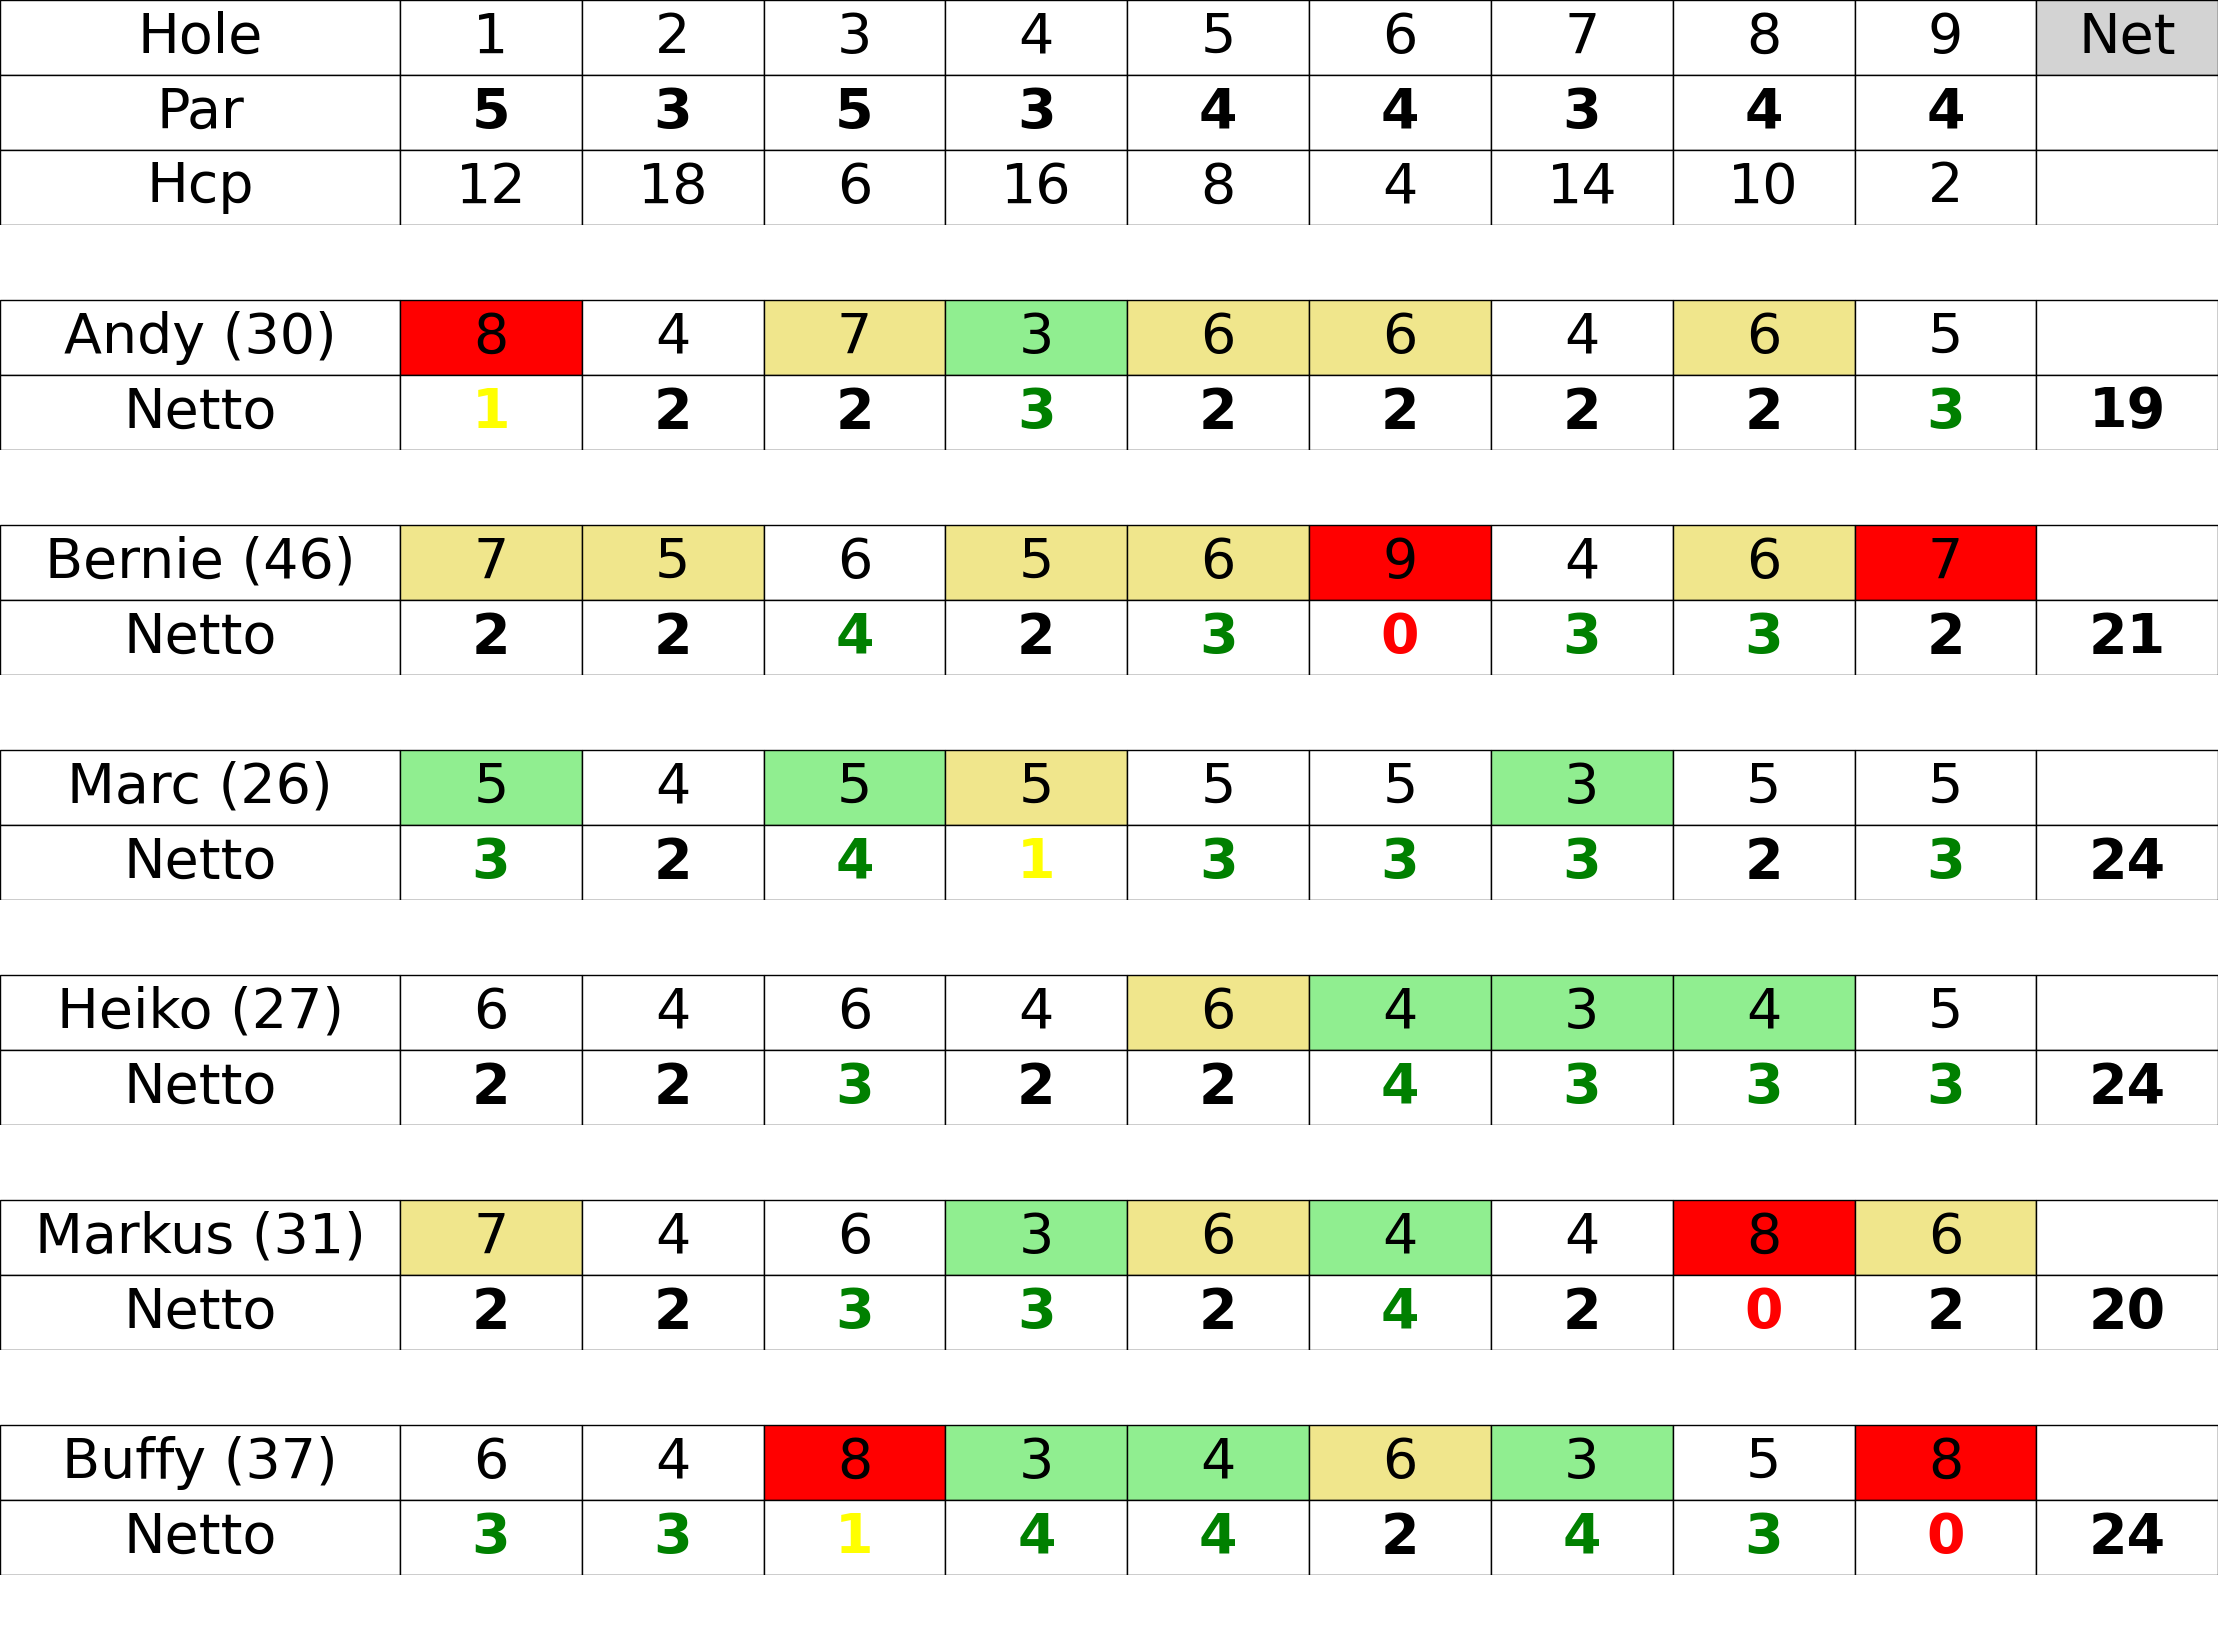 Hole 1 2 3 4 5 6 7 8 9 Net
Par 5 3 5 3 4 4 3 4 4
Hcp 12 18 6 16 8 4 14 10 2
Andy (30) 8 4 7 3 6 6 4 6 5
Netto 1 2 2 3 2 2 2 2 3 19
Bernie (46) 7 5 6 5 6 9 4 6 7
Netto 2 2 4 2 3 0 3 3 2 21
Marc (26) 5 4 5 5 5 5 3 5 5
Netto 3 2 4 1 3 3 3 2 3 24
Heiko (27) 6 4 6 4 6 4 3 4 5
Netto 2 2 3 2 2 4 3 3 3 24
Markus (31) 7 4 6 3 6 4 4 8 6
Netto 2 2 3 3 2 4 2 0 2 20
Buffy (37) 6 4 8 3 4 6 3 5 8
Netto 3 3 1 4 4 2 4 3 0 24